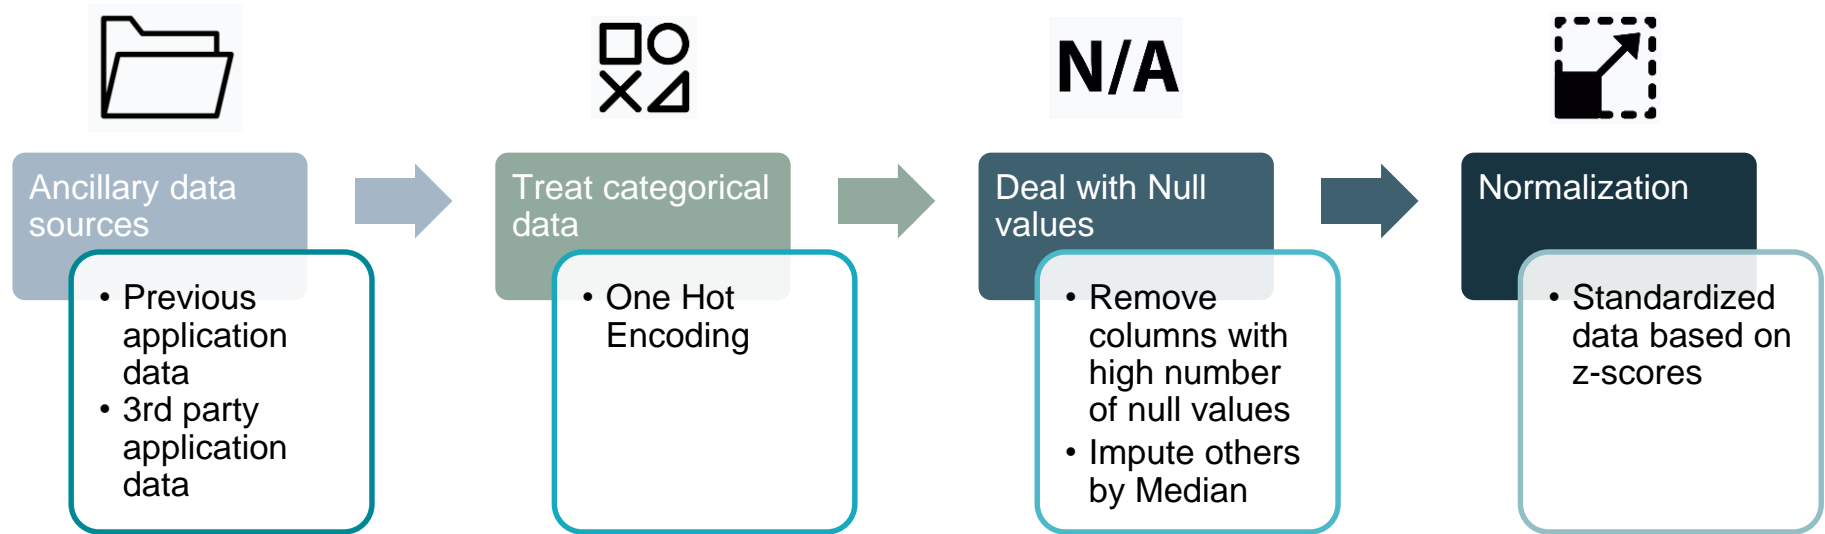 N/A
Ancillary data
sources
• Previous
application
data
• 3rd party
application
data
Treat categorical
data
• One Hot
Encoding
Deal with Null
values
• Remove
columns with
high number
of null values
• Impute others
by Median
Normalization
• Standardized
data based on
z-scores